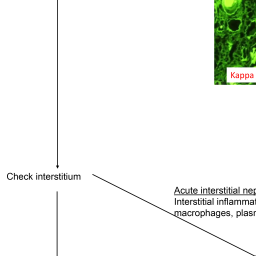 Kappa
Check interstitium
Acute interstitial nep
Interstitial inflammat
macrophages, plasm